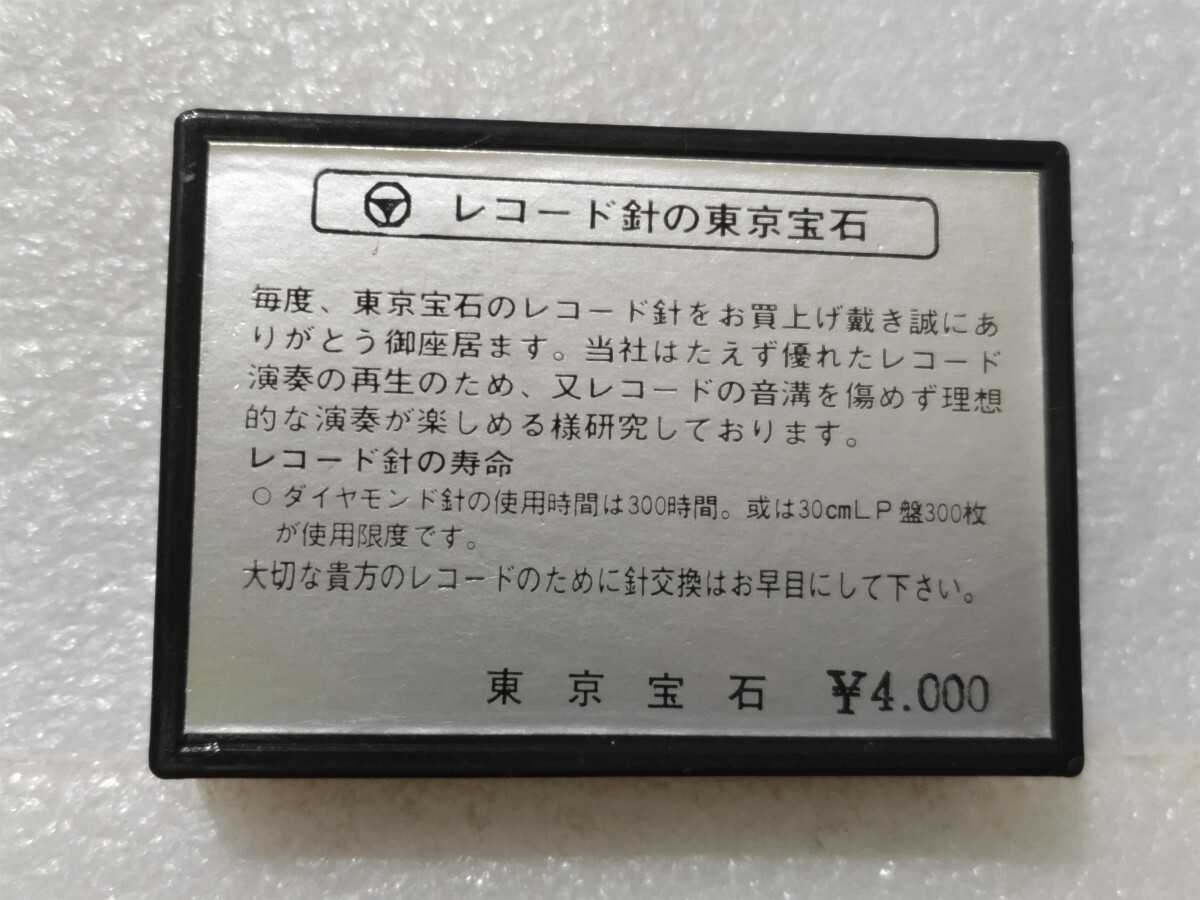 レコード針の東京宝石
毎度、東京宝石のレコード針をお買上げ戴き誠にあ
りがとう御座居ます。当社はたえず優れたレコード
演奏の再生のため、又レコードの音溝を傷めず理想
的な演奏が楽しめる様研究しております。
レコード針の寿命
○ ダイヤモンド針の使用時間は300時間。或は30cmLP盤300枚
が使用限度です。
大切な貴方のレコードのために針交換はお早目にして下さい。
東京宝石 ¥4.000